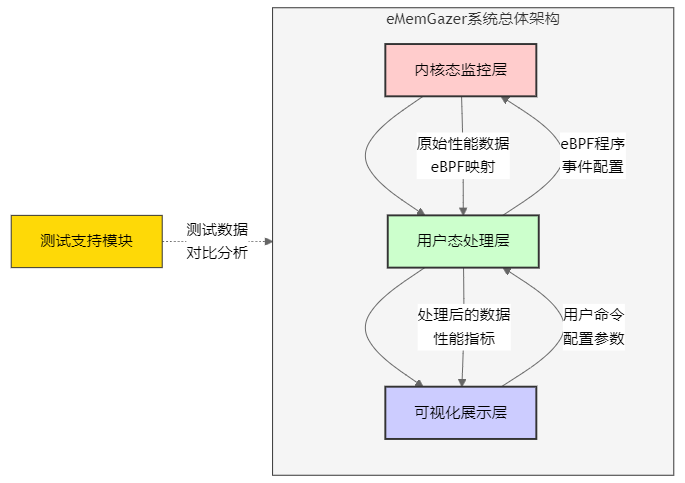 eMemGazer系统总体架构
内核态监控层
原始性能数据
eBPF映射
eBPF程序
事件配置
测试支持模块
测试数据
对比分析
用户态处理层
处理后的数据
性能指标
用户命令
配置参数
可视化展示层